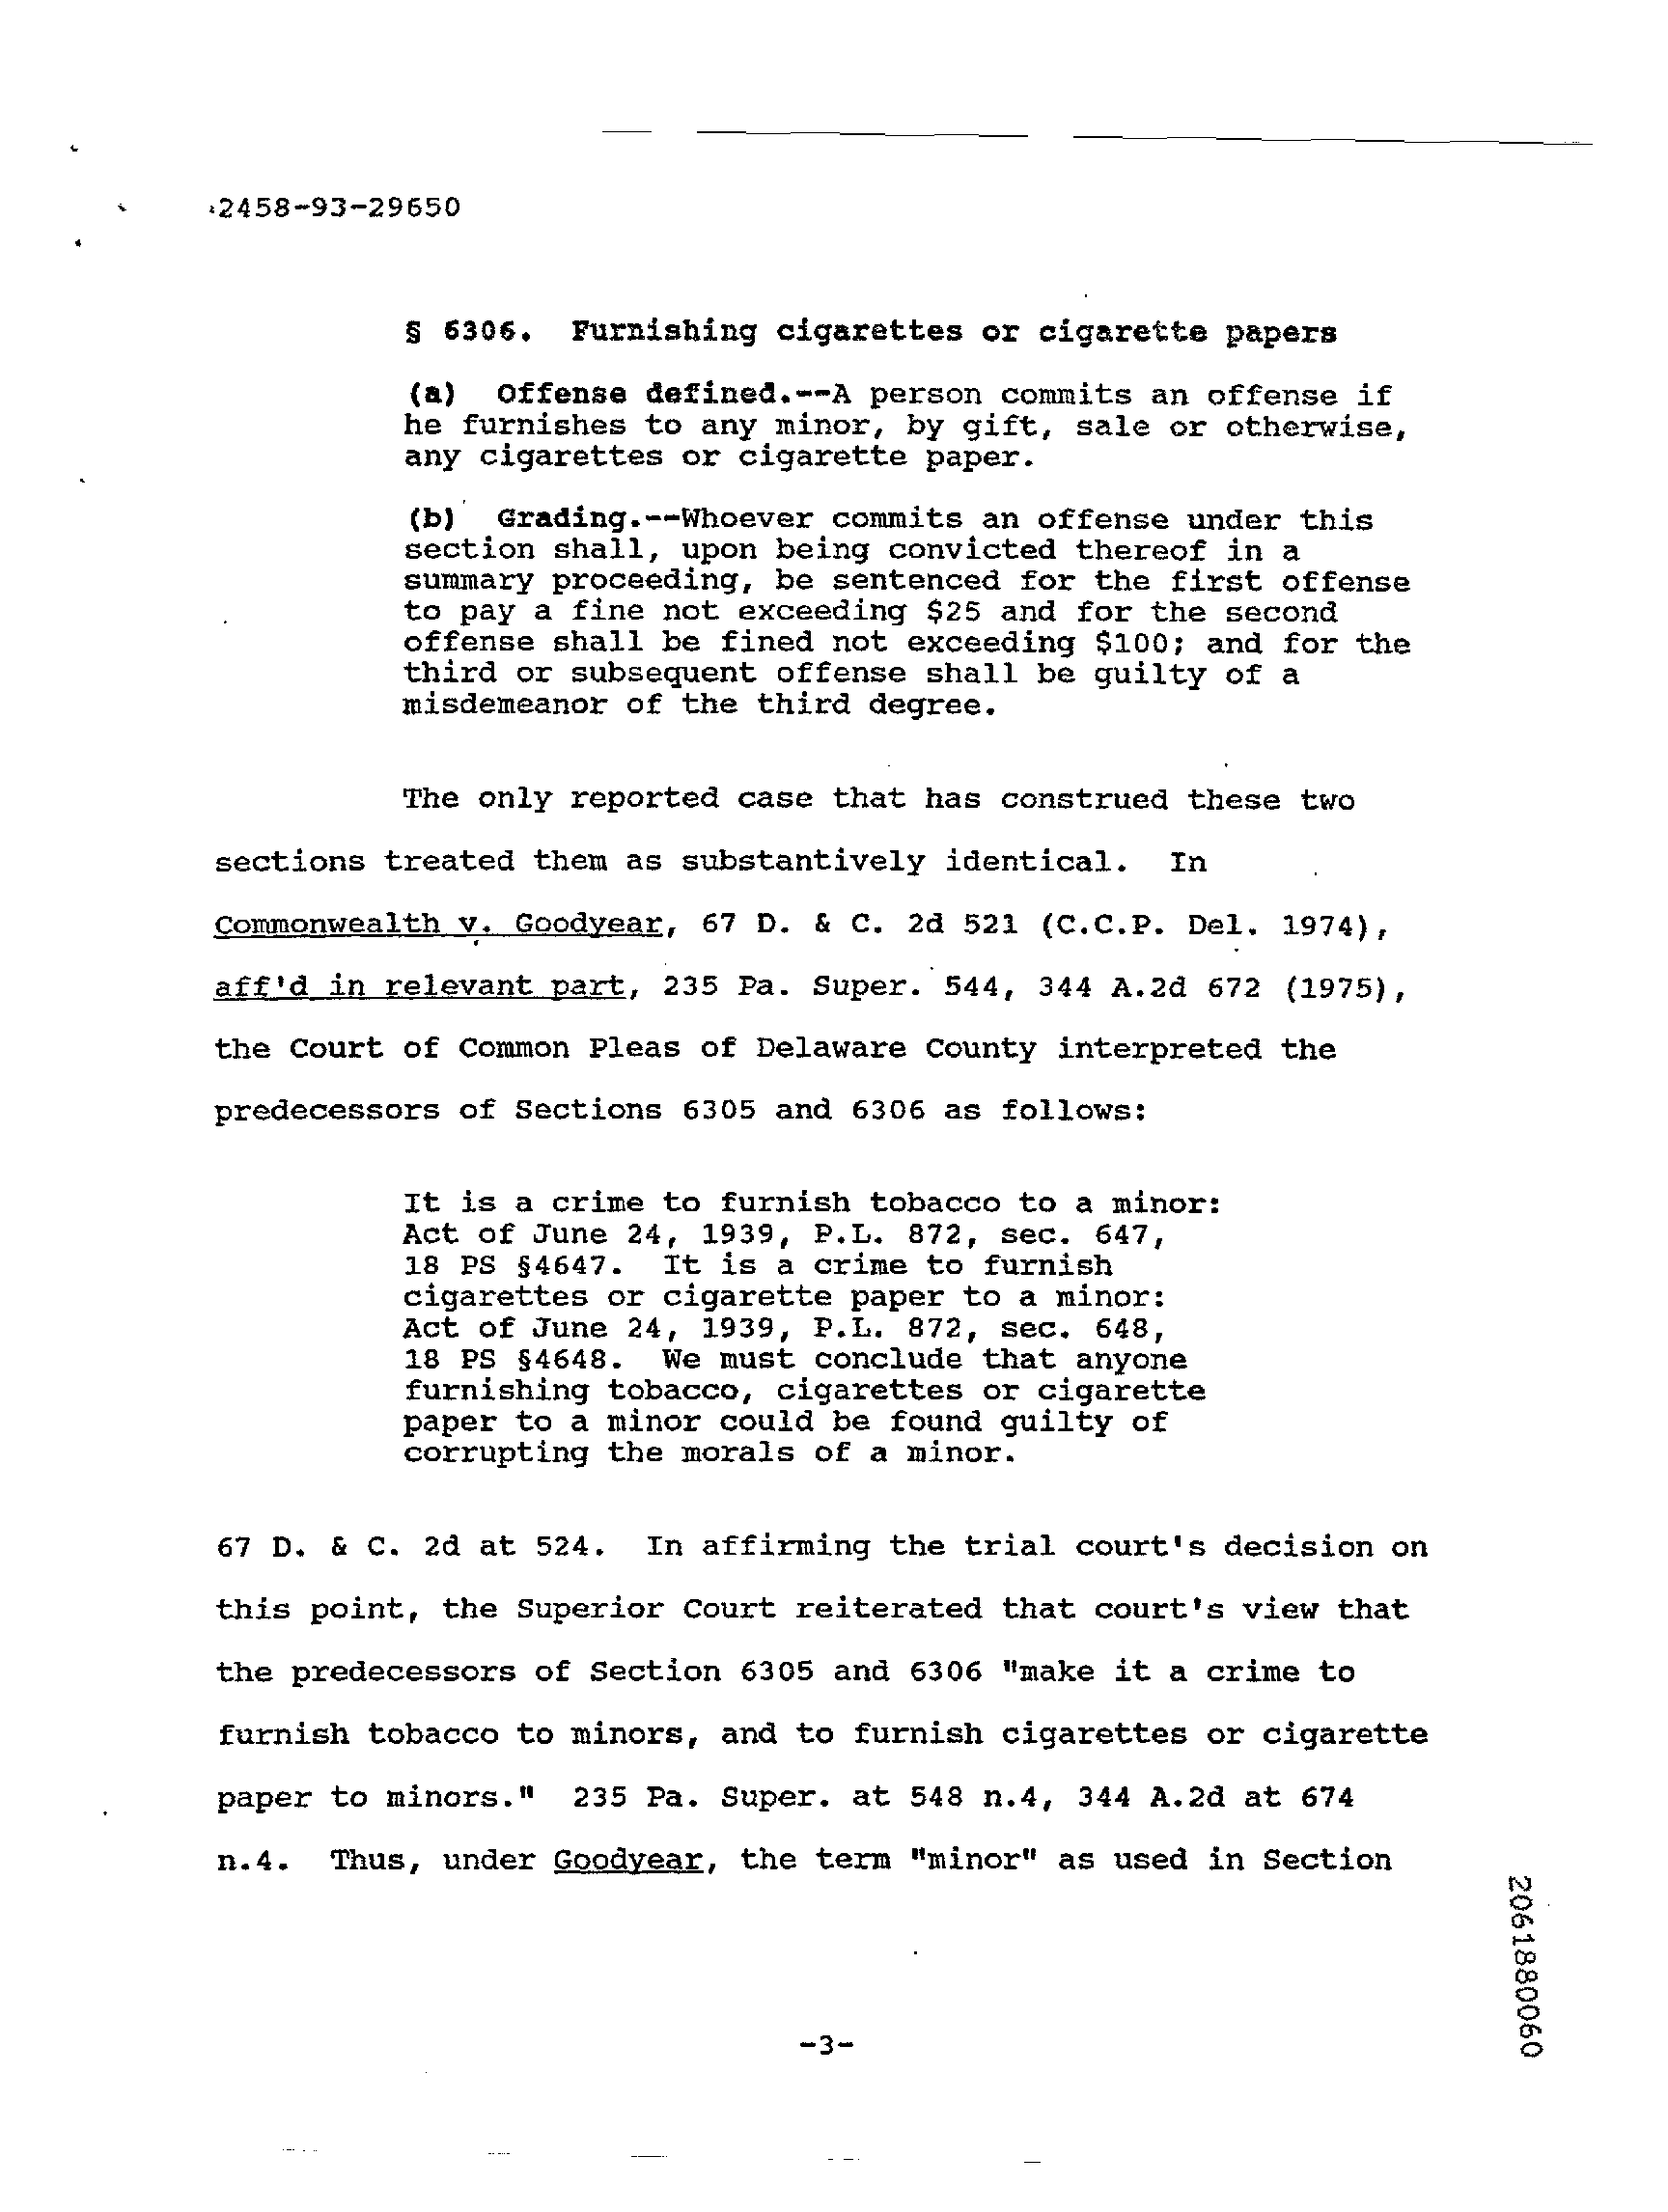 2458-93-29650
§ 6306. Furnishing cigarettes or cigarette papers
(a) Offense defined.--A person commits an offense if
he furnishes to any minor, by gift, sale or otherwise,
any cigarettes or cigarette paper.
(b) Grading.--Whoever commits an offense under this
section shall, upon being convicted thereof in a
summary proceeding, be sentenced for the first offense
to pay a fine not exceeding $25 and for the second
offense shall be fined not exceeding $100; and for the
third or subsequent offense shall be guilty of a
misdemeanor of the third degree.
The only reported case that has construed these two
sections treated them as substantively identical. In
Commonwealth v. Goodyear, 67 D. & C. 2d 521 (C.C.P. Del. 1974),
aff'd in relevant part, 235 Pa. Super. 544, 344 A.2d 672 (1975),
the Court of Common Pleas of Delaware County interpreted the
predecessors of Sections 6305 and 6306 as follows:
It is a crime to furnish tobacco to a minor:
Act of June 24, 1939, P.L. 872, sec. 647,
18 PS §4647. It is a crime to furnish
cigarettes or cigarette paper to a minor:
Act of June 24, 1939, P.L. 872, sec. 648,
18 PS §4648. We must conclude that anyone
furnishing tobacco, cigarettes or cigarette
paper to a minor could be found guilty of
corrupting the morals of a minor.
67 D. & C. 2d at 524. In affirming the trial court's decision on
this point, the Superior Court reiterated that court's view that
the predecessors of Section 6305 and 6306 "make it a crime to
furnish tobacco to minors, and to furnish cigarettes or cigarette
paper to minors." 235 Pa. Super. at 548 n.4, 344 A.2d at 674
n.4. Thus, under Goodyear, the term "minor" as used in Section
2061880060
-3-